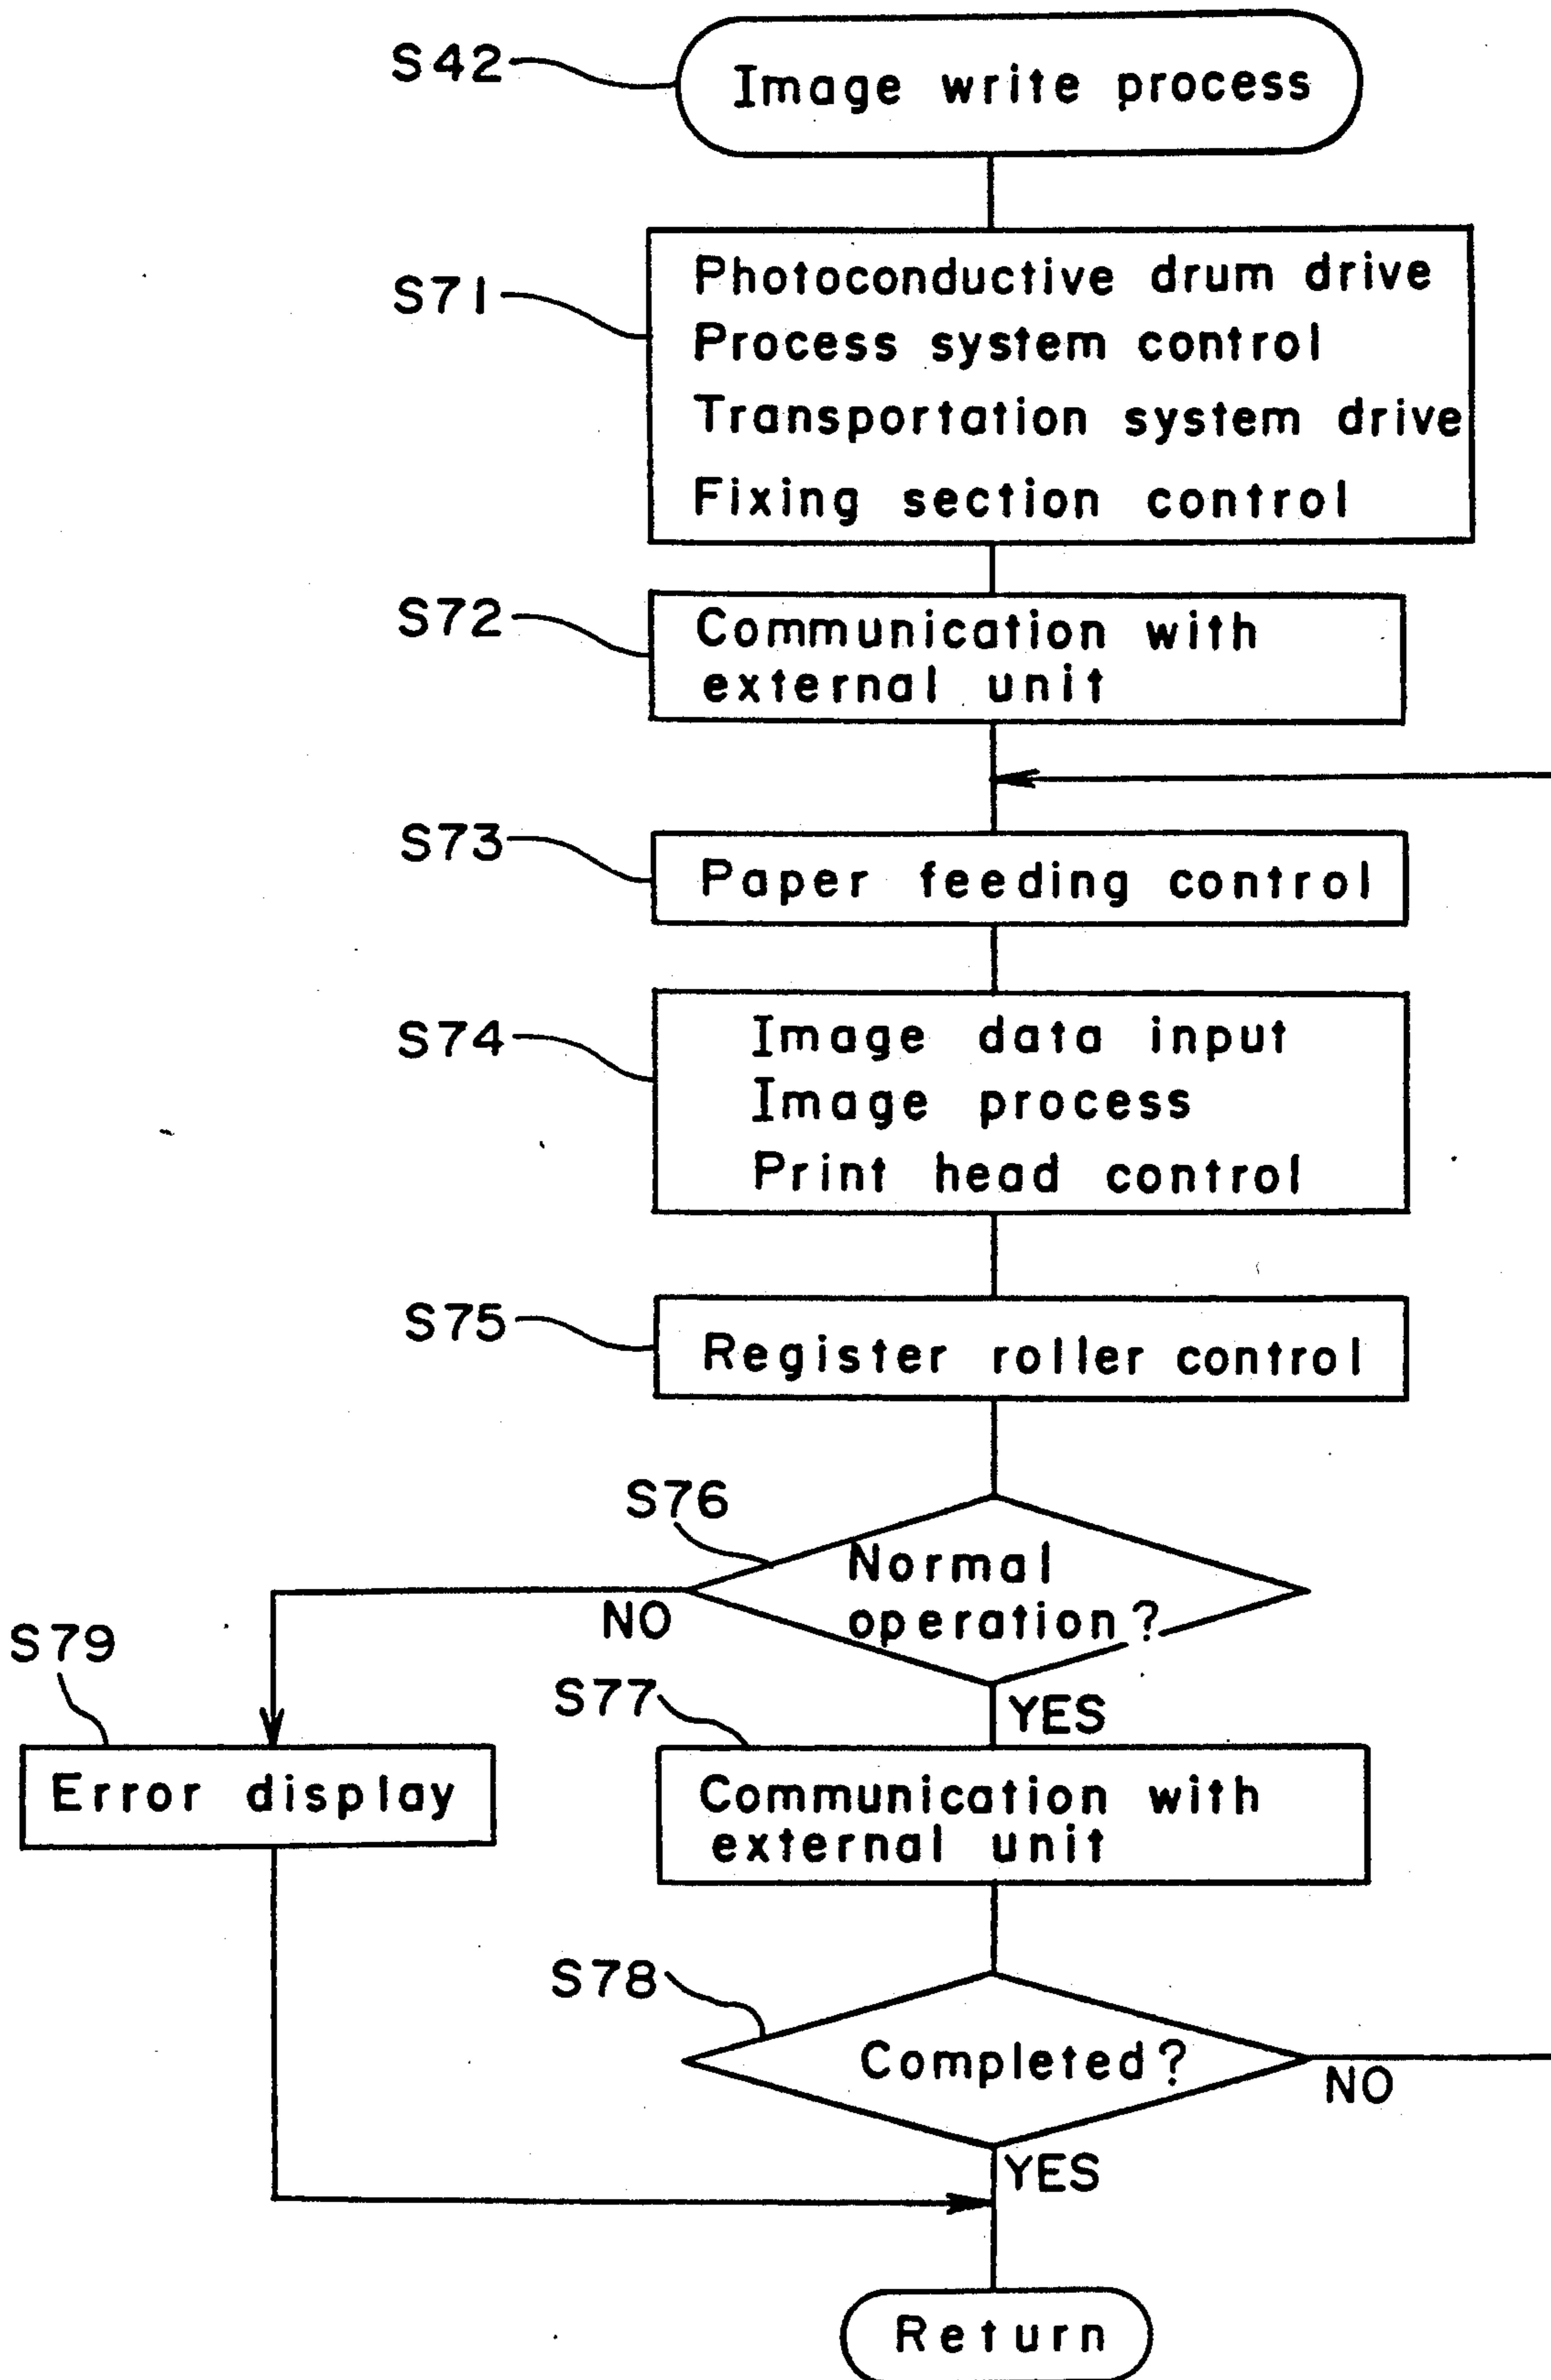 S42
Image write process
S71
Photoconductive drum drive
Process system control
Transportation system drive
Fixing section control
S72
Communication with
external unit
S73
Paper feeding control
S74
Image data input
Image process
Print head control
S75
Register roller control
S76
Normal
operation?
NO
S79
Error display
S77
YES
Communication with
external unit
S78
Completed?
NO
YES
Return